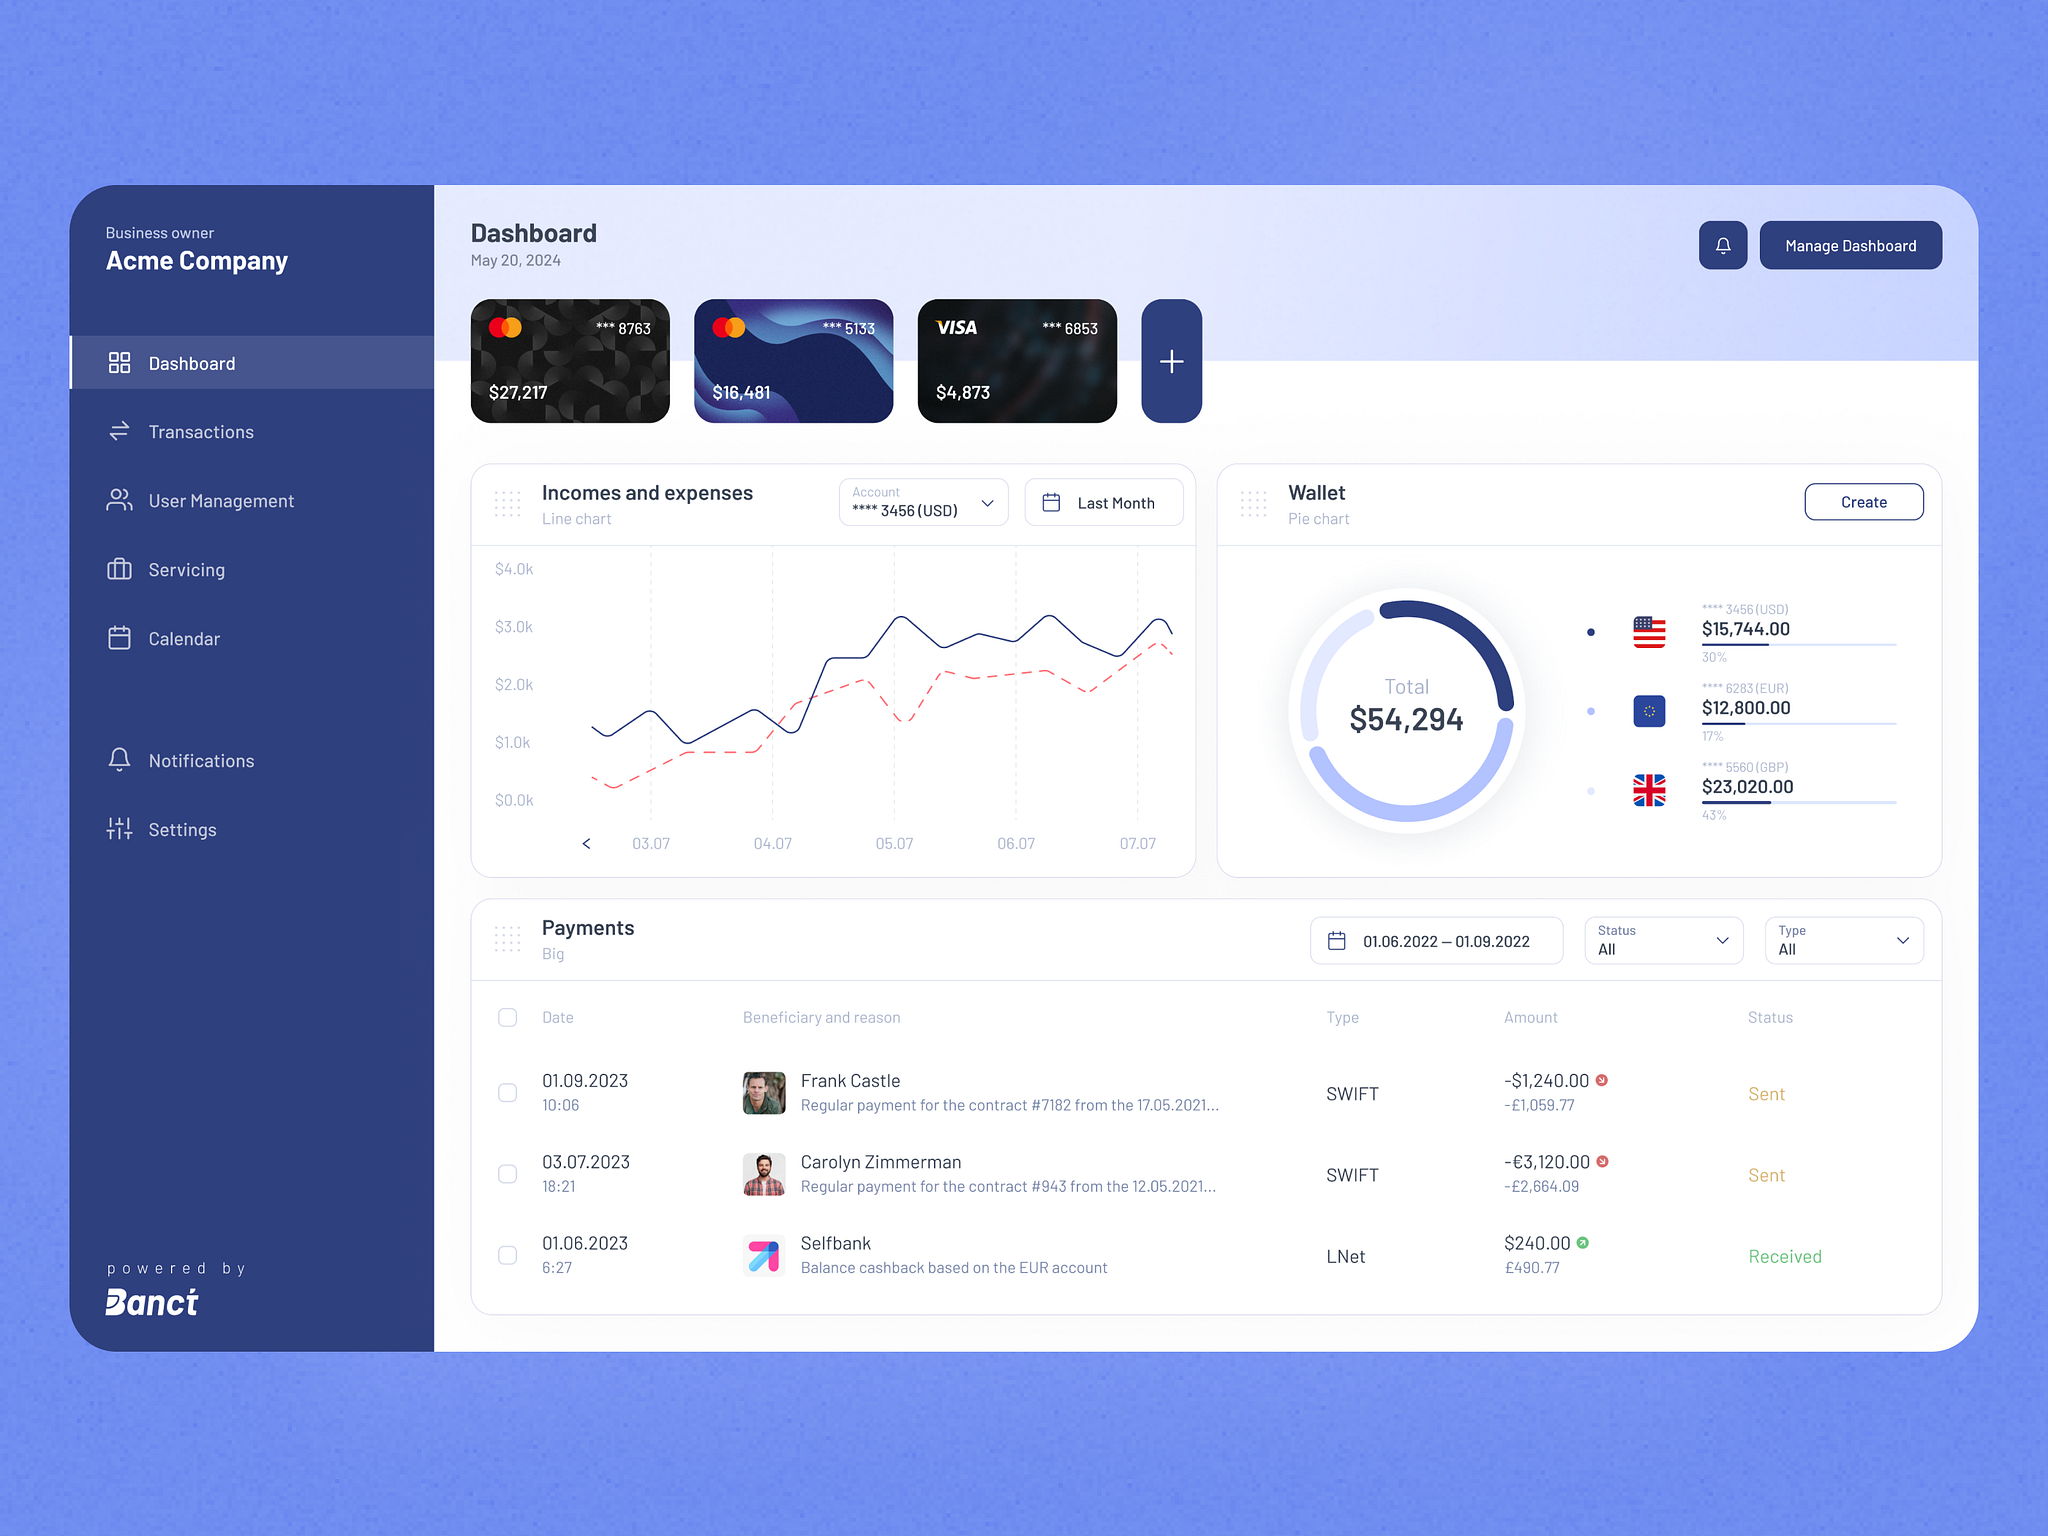 Business owner
Acme Company
Dashboard
Transactions
User Management
Servicing
Calendar
Notifications
Settings
powered by
Banct
Dashboard
May 20, 2024
Manage Dashboard
*** 8763
$27,217
*** 5133
$16,481
VISA
*** 6853
$4,873
+
Incomes and expenses
Line chart
Account
**** 3456 (USD)
Last Month
$4.0k
$3.0k
$2.0k
$1.0k
$0.0k
03.07 04.07 05.07 06.07 07.07
Wallet
Pie chart
Create
Total
$54,294
**** 3456 (USD)
$15,744.00
30%
**** 6283 (EUR)
$12,800.00
17%
**** 5560 (GBP)
$23,020.00
43%
Payments
Big
01.06.2022 – 01.09.2022
Status
All
Type
All
Date Beneficiary and reason Type Amount Status
01.09.2023 Frank Castle SWIFT -$1,240.00 Sent
10:06 Regular payment for the contract #7182 from the 17.05.2021... -£1,059.77
03.07.2023 Carolyn Zimmerman SWIFT -€3,120.00 Sent
18:21 Regular payment for the contract #943 from the 12.05.2021... -£2,664.09
01.06.2023 Selfbank LNet $240.00 Received
6:27 Balance cashback based on the EUR account £490.77